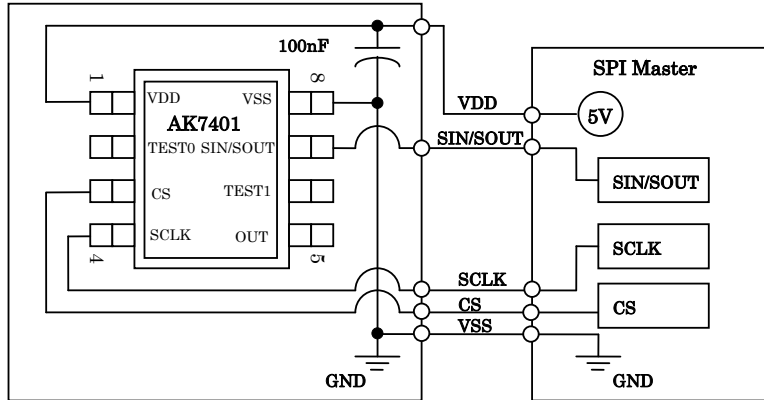 100nF
SPI Master
1
8
VDD
VSS
VDD
5V
AK7401
TEST0
SIN/SOUT
SIN/SOUT
SIN/SOUT
CS
TEST1
SCLK
OUT
SCLK
4
5
SCLK
CS
CS
VSS
GND
GND